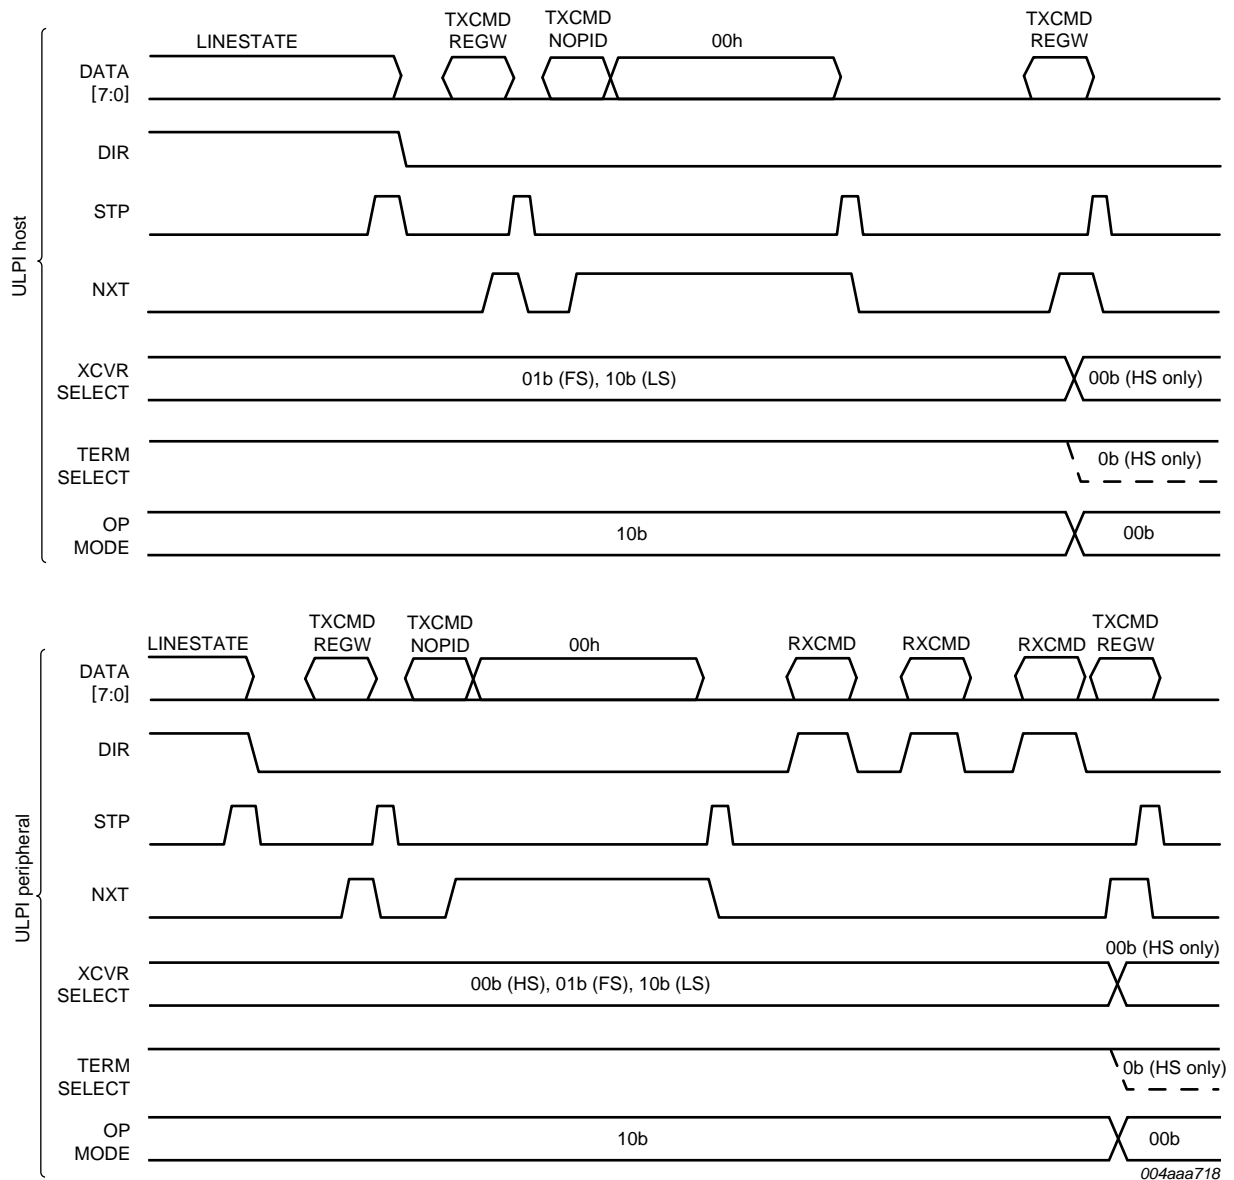 TXCMD
REGW
TXCMD
NOPID
TXCMD
REGW
LINESTATE
00h
DATA
[7:0]
DIR
STP
ULPI host
NXT
XCVR
SELECT
01b (FS), 10b (LS)
00b (HS only)
TERM
SELECT
0b (HS only)
OP
MODE
10b
00b
LINESTATE
TXCMD
REGW
TXCMD
NOPID
00h
RXCMD
RXCMD
RXCMD
TXCMD
REGW
DATA
[7:0]
DIR
STP
ULPI peripheral
NXT
XCVR
SELECT
00b (HS), 01b (FS), 10b (LS)
00b (HS only)
TERM
SELECT
0b (HS only)
OP
MODE
10b
00b
004aaa718